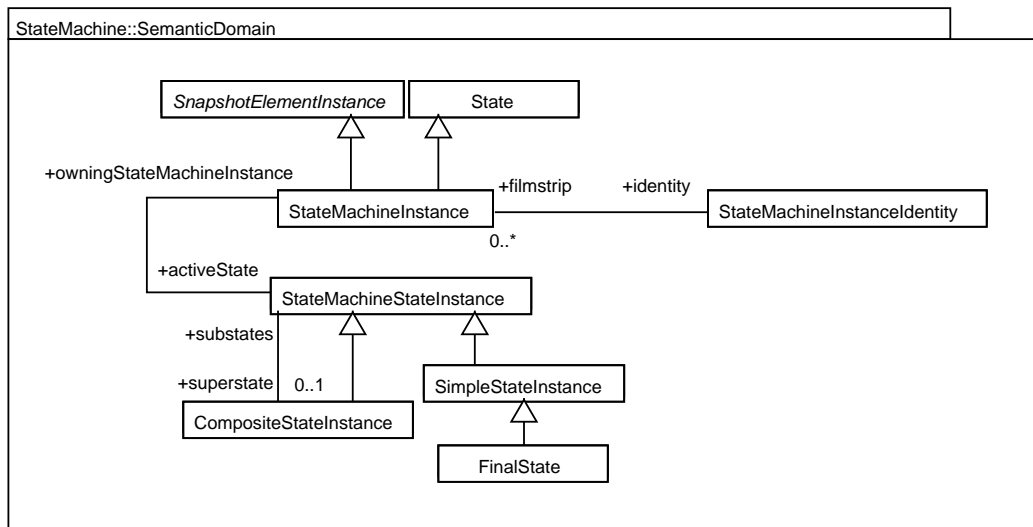 StateMachine::SemanticDomain
SnapshotElementInstance
State
+owningStateMachineInstance
+filmstrip
+identity
StateMachineInstance
StateMachineInstanceIdentity
0..*
+activeState
StateMachineStateInstance
+substates
+superstate
0..1
SimpleStateInstance
CompositeStateInstance
FinalState